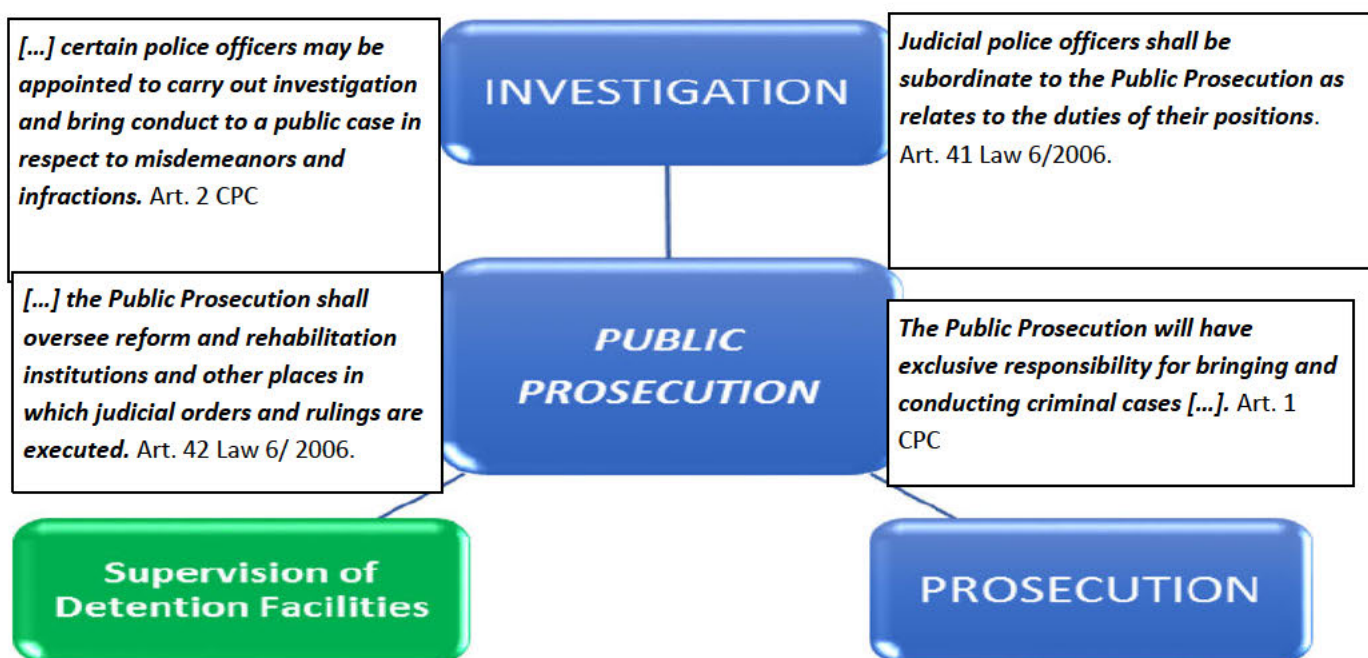 […] certain police officers may be
appointed to carry out investigation
and bring conduct to a public case in
respect to misdemeanors and
infractions. Art. 2 CPC
INVESTIGATION
Judicial police officers shall be
subordinate to the Public Prosecution as
relates to the duties of their positions.
Art. 41 Law 6/2006.
[…] the Public Prosecution shall
oversee reform and rehabilitation
institutions and other places in
which judicial orders and rulings are
executed. Art. 42 Law 6/ 2006.
PUBLIC
PROSECUTION
The Public Prosecution will have
exclusive responsibility for bringing and
conducting criminal cases […]. Art. 1
CPC
Supervision of
Detention Facilities
PROSECUTION